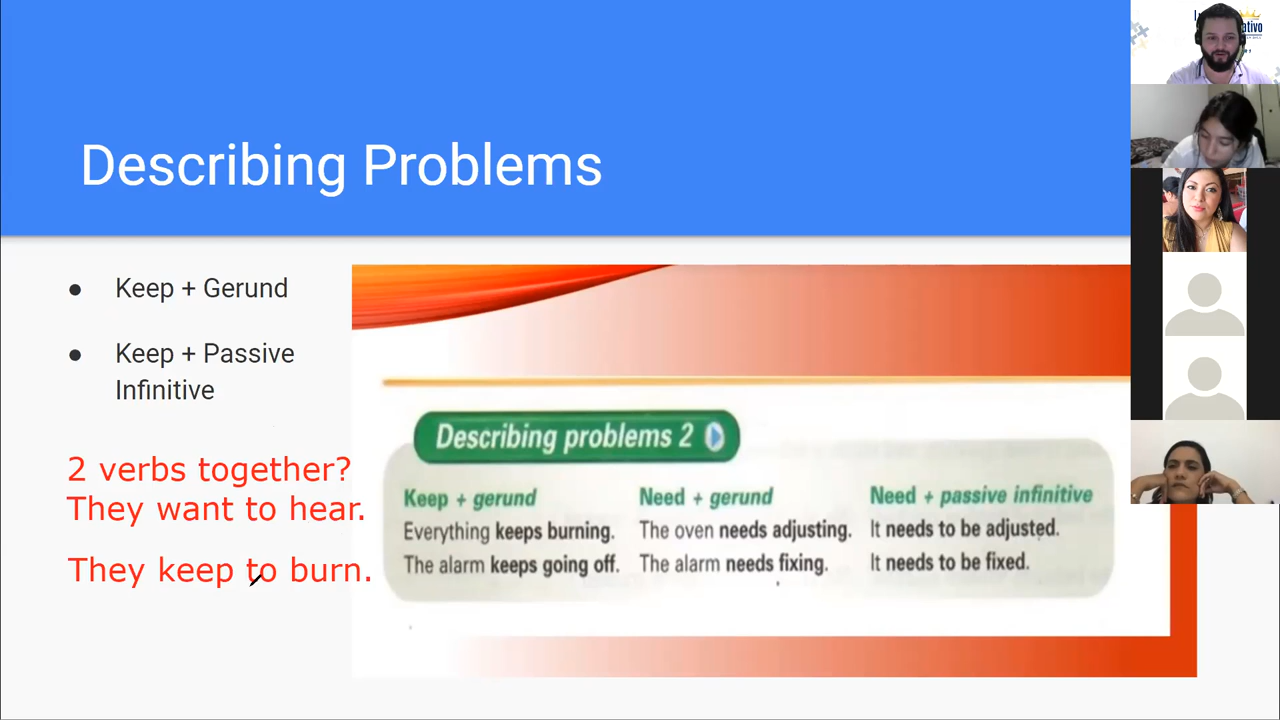 Describing Problems
● Keep + Gerund
● Keep + Passive
Infinitive
2 verbs together?
They want to hear.
They keep to burn.
Describing problems 2
Keep + gerund
Everything keeps burning.
The alarm keeps going off.
Need + gerund
The oven needs adjusting.
The alarm needs fixing.
Need + passive infinitive
It needs to be adjusted.
It needs to be fixed.